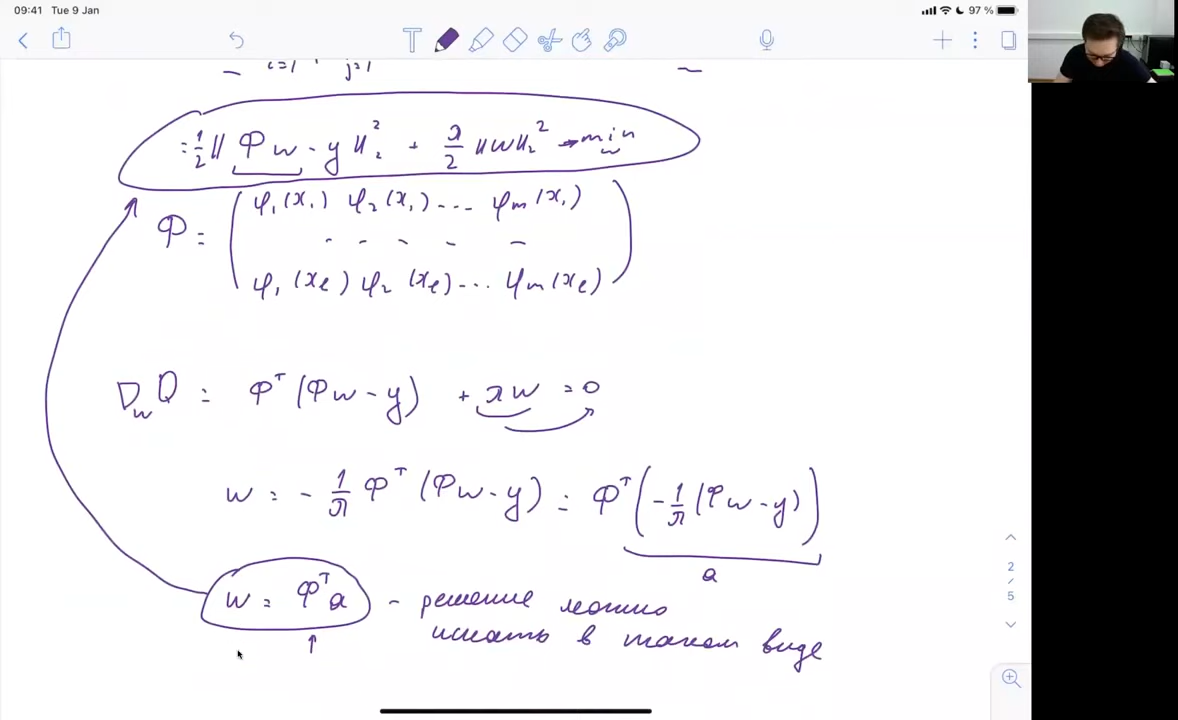 09:41 Tue 9 Jan 97 %
T
i=1 j=1
= 1/2 || Φw - y ||₂² + λ/2 ||w||₂² → min w
Φ = ( φ₁(x₁) φ₂(x₁) ... φm(x₁)
. - . - -
φ₁(xℓ) φ₂(xℓ) ... φm(xℓ) )
∇w Q = Φᵀ(Φw - y) + λw = 0
w = - 1/λ Φᵀ(Φw - y) = Φᵀ( - 1/λ (Φw - y) )
a
w = Φᵀa - решение можно
искать в таком виде
2
/
5